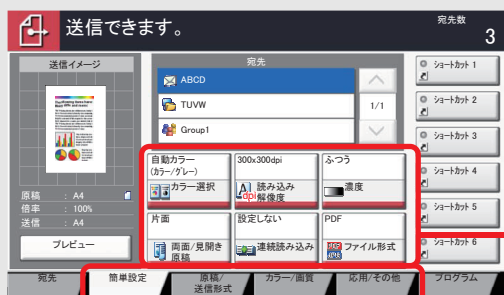 送信できます。
宛先数
3
送信イメージ
原稿 : A4
倍率 : 100%
送信 : A4
プレビュー
宛先
ABCD
TUVW
Group1
1/1
自動カラー
(カラー/グレー)
カラー選択
300x300dpi
dpi
読み込み
解像度
ふつう
濃度
片面
両面/見開き
原稿
設定しない
連続読み込み
PDF
ファイル形式
ショートカット 1
ショートカット 2
ショートカット 3
ショートカット 4
ショートカット 5
ショートカット 6
宛先
簡単設定
原稿/
送信形式
カラー/画質
応用/その他
プログラム